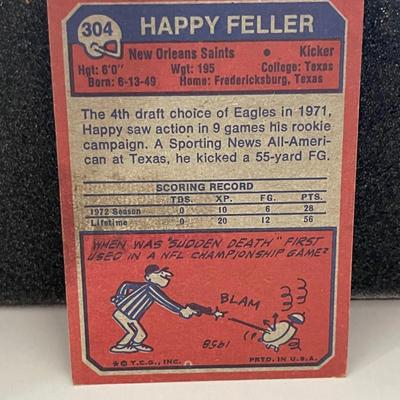 304 HAPPY FELLER
New Orleans Saints • Kicker
Hgt: 6'0" Wgt: 195 College: Texas
Born: 6-13-49 Home: Fredericksburg, Texas
The 4th draft choice of Eagles in 1971,
Happy saw action in 9 games his rookie
campaign. A Sporting News All-Ameri-
can at Texas, he kicked a 55-yard FG.
SCORING RECORD
TDS. XP. FG. PTS.
1972 Season 0 10 6 28
Lifetime 0 20 12 56
WHEN WAS "SUDDEN DEATH" FIRST
USED IN A NFL CHAMPIONSHIP GAME?
BLAM
1958
*© T.C.G., INC. PRTD. IN U.S.A.